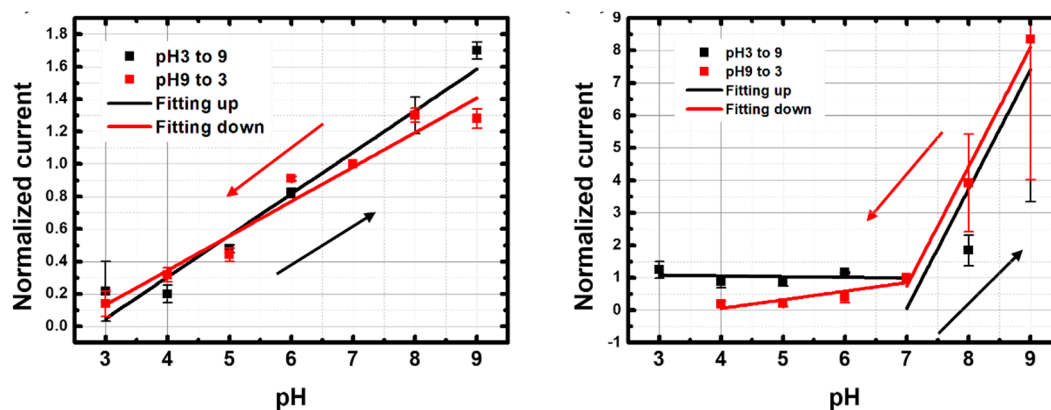 1.8
1.6
1.4
1.2
1.0
0.8
0.6
0.4
0.2
0.0
Normalized current
pH3 to 9
pH9 to 3
Fitting up
Fitting down
3 4 5 6 7 8 9
pH
9
8
7
6
5
4
3
2
1
0
-1
Normalized current
pH3 to 9
pH9 to 3
Fitting up
Fitting down
3 4 5 6 7 8 9
pH